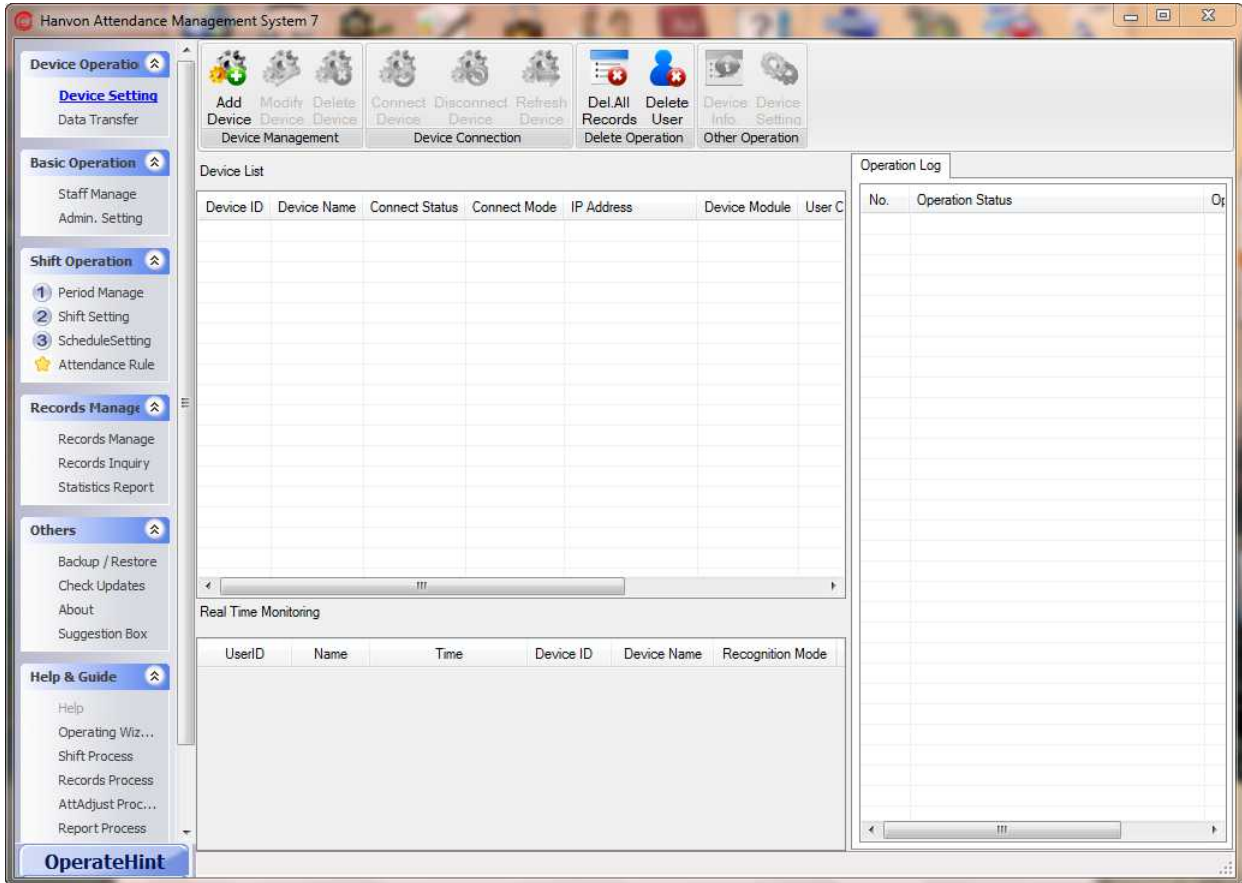 Hanvon Attendance Management System 7
Device Operatio
Device Setting
Data Transfer
Basic Operation
Staff Manage
Admin. Setting
Shift Operation
1 Period Manage
2 Shift Setting
3 ScheduleSetting
Attendance Rule
Records Manage
Records Manage
Records Inquiry
Statistics Report
Others
Backup / Restore
Check Updates
About
Suggestion Box
Help & Guide
Help
Operating Wiz...
Shift Process
Records Process
AttAdjust Proc...
Report Process
OperateHint
Add Modify Delete Connect Disconnect Refresh Del.All Delete Device Device
Device Device Device Device Device Device Records User Info. Setting
Device Management Device Connection Delete Operation Other Operation
Device List
Device ID Device Name Connect Status Connect Mode IP Address Device Module User C
Real Time Monitoring
UserID Name Time Device ID Device Name Recognition Mode
Operation Log
No. Operation Status Op